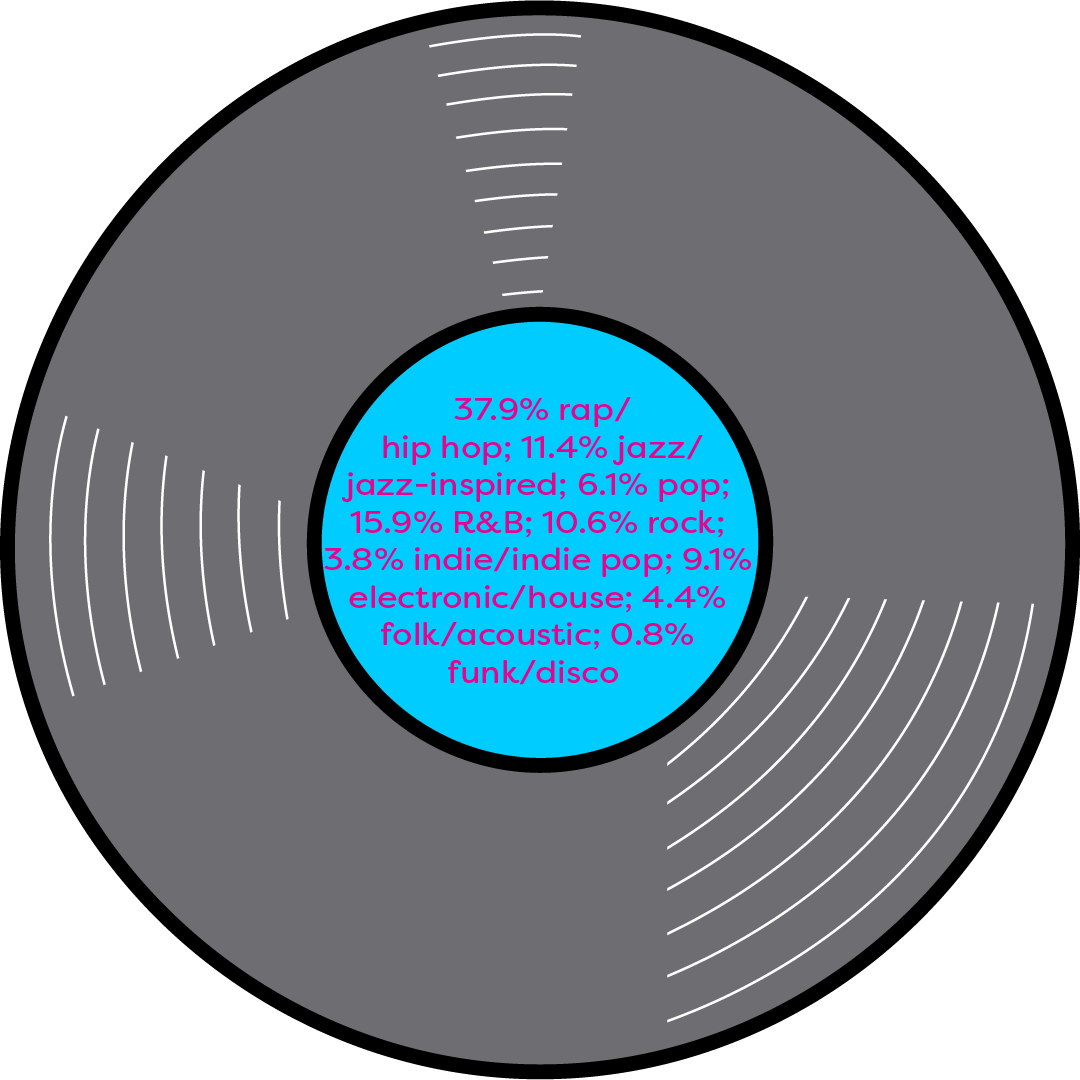 37.9% rap/
hip hop; 11.4% jazz/
jazz-inspired; 6.1% pop;
15.9% R&B; 10.6% rock;
3.8% indie/indie pop; 9.1%
electronic/house; 4.4%
folk/acoustic; 0.8%
funk/disco